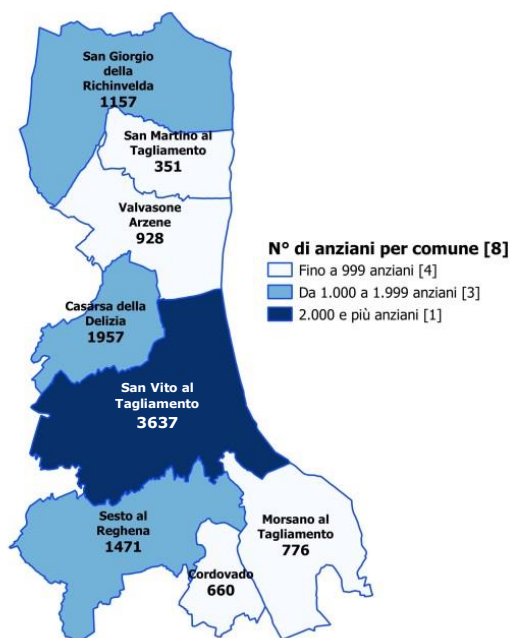 San Giorgio
della
Richinvelda
1157
San Martino al
Tagliamento
351
Valvasone
Arzene
928
N° di anziani per comune [8]
Fino a 999 anziani [4]
Da 1.000 a 1.999 anziani [3]
2.000 e più anziani [1]
Casarsa della
Delizia
1957
San Vito al
Tagliamento
3637
Sesto al
Reghena
1471
Morsano al
Tagliamento
776
Cordovado
660